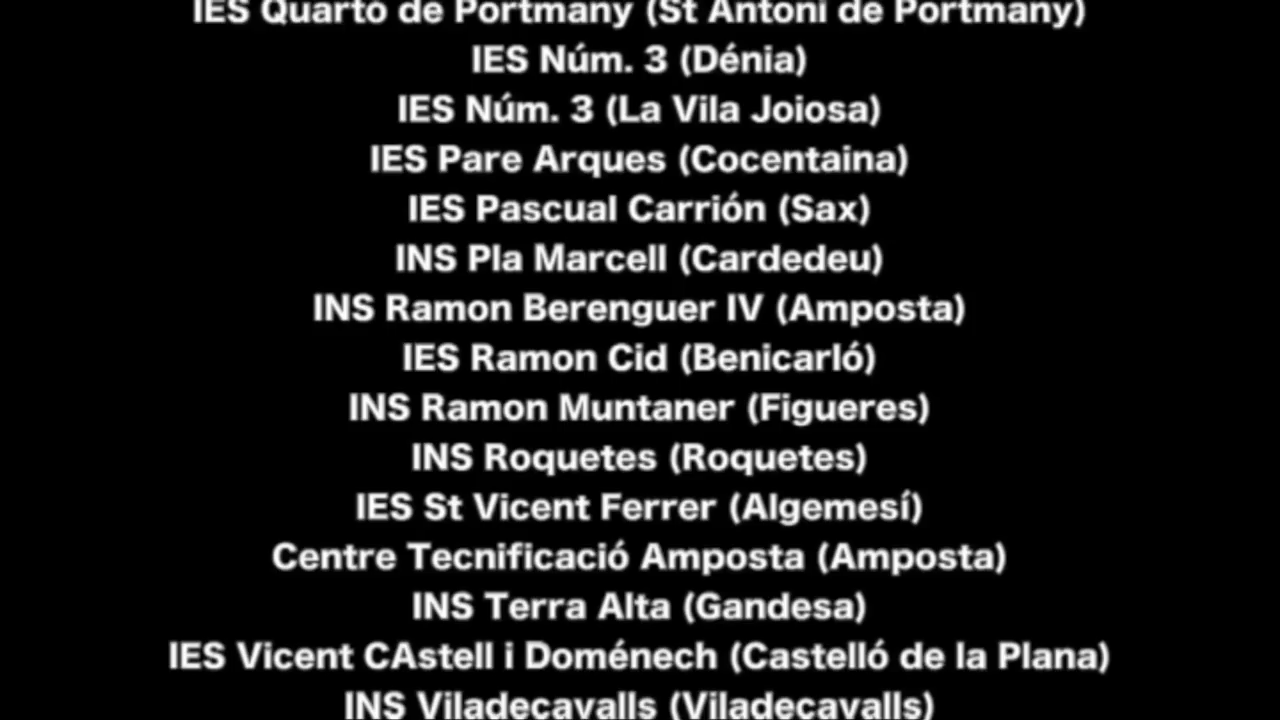 IES Quartó de Portmany (St Antoni de Portmany)
IES Núm. 3 (Dénia)
IES Núm. 3 (La Vila Joiosa)
IES Pare Arques (Cocentaina)
IES Pascual Carrión (Sax)
INS Pla Marcell (Cardedeu)
INS Ramon Berenguer IV (Amposta)
IES Ramon Cid (Benicarló)
INS Ramon Muntaner (Figueres)
INS Roquetes (Roquetes)
IES St Vicent Ferrer (Algemesí)
Centre Tecnificació Amposta (Amposta)
INS Terra Alta (Gandesa)
IES Vicent CAstell i Doménech (Castelló de la Plana)
INS Viladecavalls (Viladecavalls)